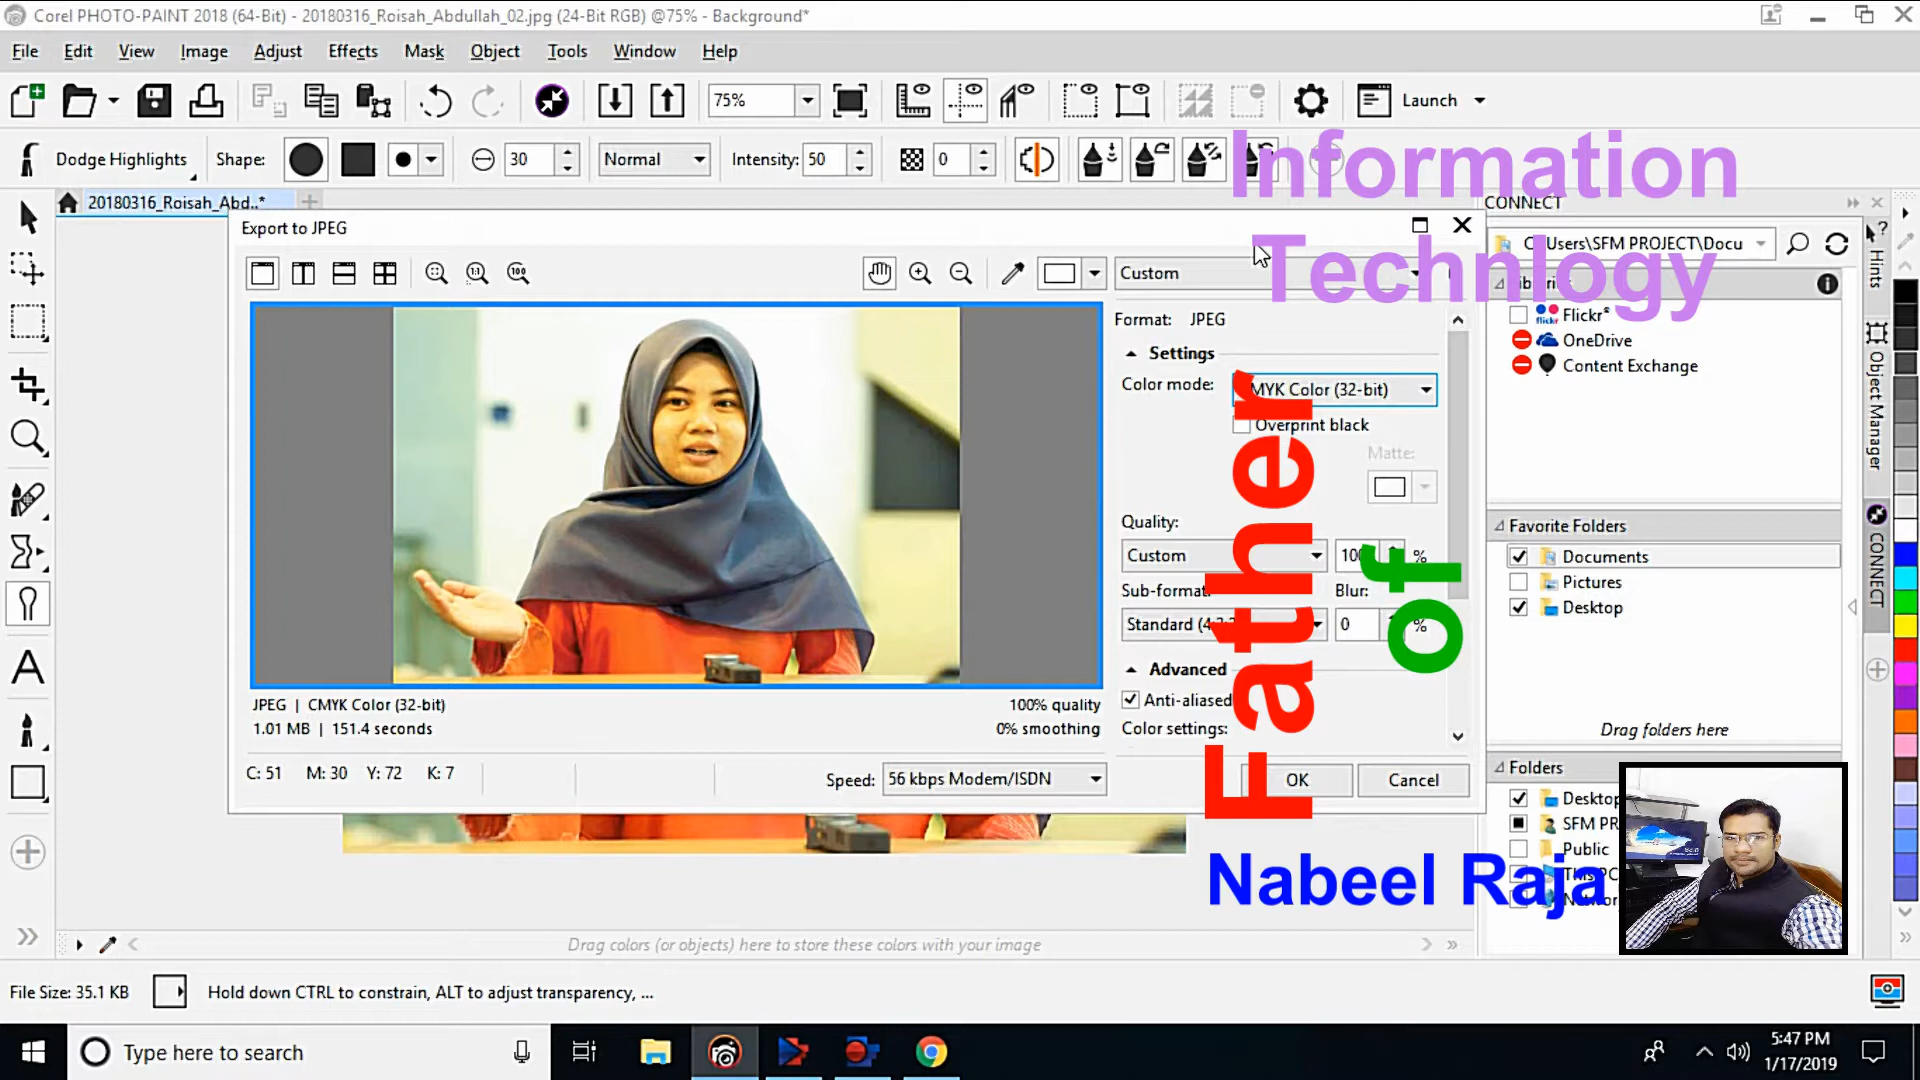 Corel PHOTO-PAINT 2018 (64-Bit) - 20180316_Roisah_Abdullah_02.jpg (24-Bit RGB) @75% - Background*
File Edit View Image Adjust Effects Mask Object Tools Window Help
75% Launch
Dodge Highlights Shape: 30 Normal Intensity: 50 0
Information
Technlogy
20180316_Roisah_Abd..*
CONNECT
Export to JPEG
Custom
Format: JPEG
Settings
Color mode: MYK Color (32-bit)
Overprint black
Matte:
Quality:
Custom 100 %
Blur:
Standard 0 %
Advanced
Anti-aliased
Color settings:
JPEG | CMYK Color (32-bit) 100% quality
1.01 MB | 151.4 seconds 0% smoothing
C: 51 M: 30 Y: 72 K: 7
Speed: 56 kbps Modem/ISDN
OK Cancel
Father
of
Nabeel Raja
Users\SFM PROJECT\Docu
Flickr
OneDrive
Content Exchange
Favorite Folders
Documents
Pictures
Desktop
Drag folders here
Folders
Desktop
SFM PR
Public
This PC
Hints
Object Manager
CONNECT
Drag colors (or objects) here to store these colors with your image
File Size: 35.1 KB Hold down CTRL to constrain, ALT to adjust transparency, ...
Type here to search
5:47 PM
1/17/2019